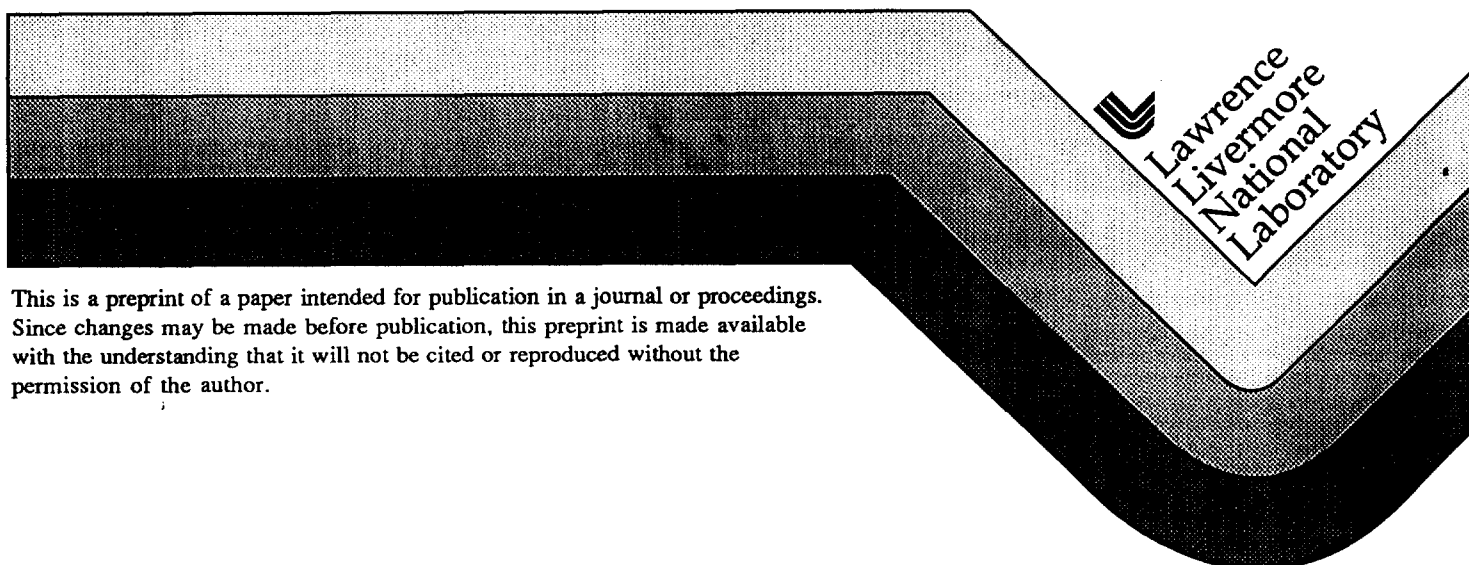 Lawrence
Livermore
National
Laboratory
This is a preprint of a paper intended for publication in a journal or proceedings.
Since changes may be made before publication, this preprint is made available
with the understanding that it will not be cited or reproduced without the
permission of the author.